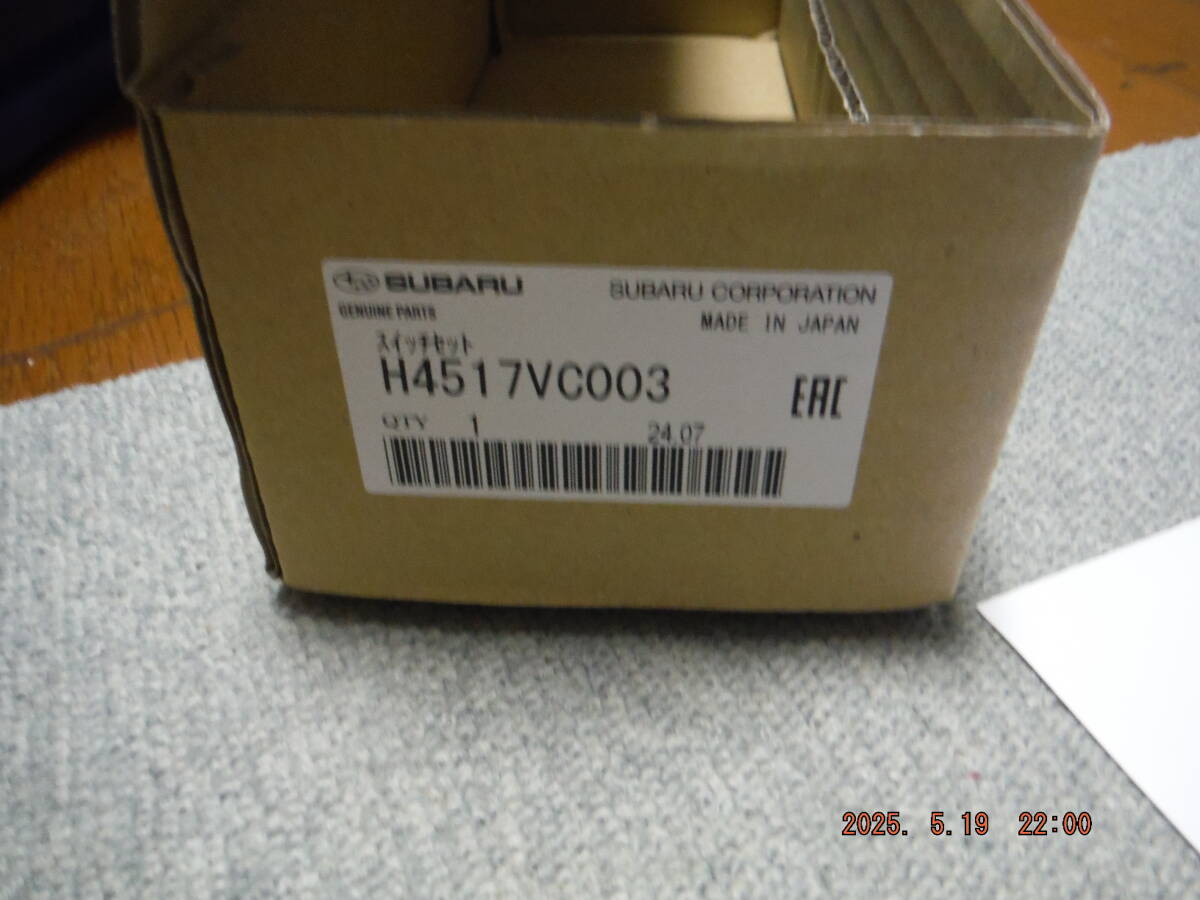 SUBARU SUBARU CORPORATION
GENUINE PARTS MADE IN JAPAN
スイッチセット
H4517VC003
EAC
QTY 1 24.07
2025. 5.19 22:00